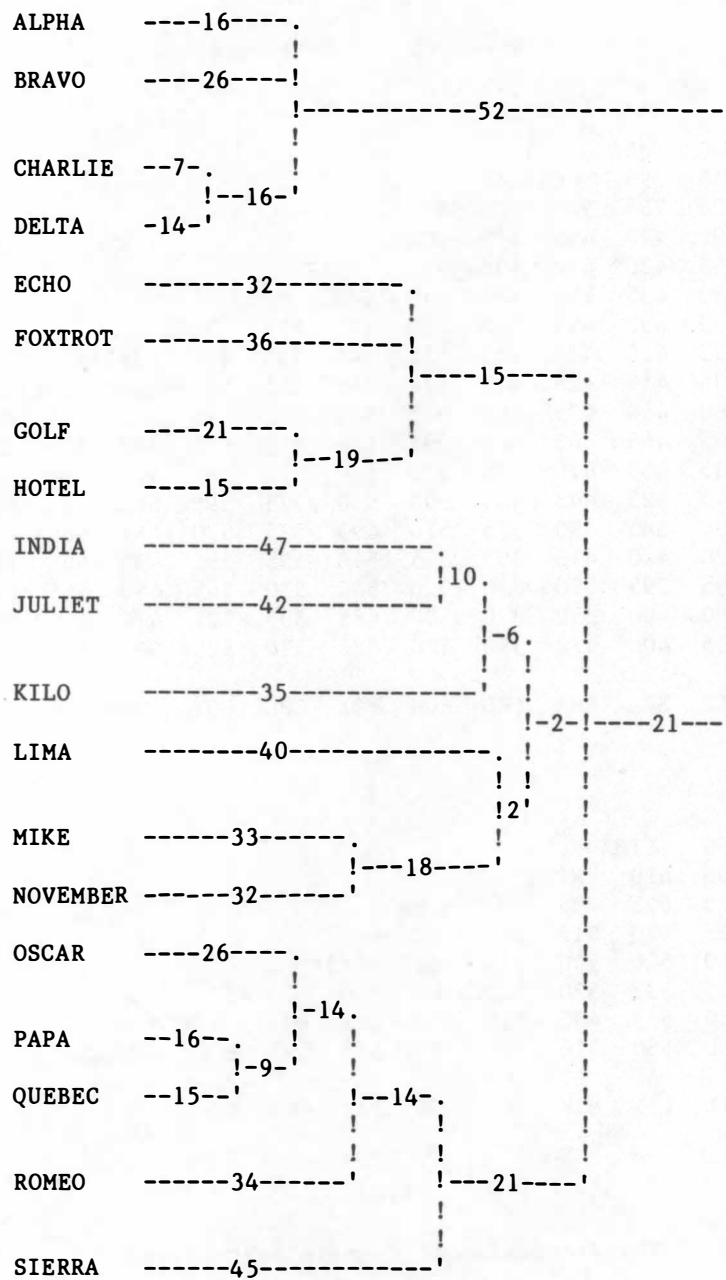 ALPHA ----16----.
!
BRAVO ----26----!
!------------52---------------
!
CHARLIE --7-. !
!--16-'
DELTA -14-'
ECHO -------32----------.
!
FOXTROT -------36----------!
!----15-----.
GOLF ----21---. ! !
!--19---' !
HOTEL ----15----' !
!
INDIA --------47----------. !
!10. !
JULIET --------42----------' ! !
!-6. !
! ! !
KILO --------35-------------' ! !
!-2-!----21---
LIMA --------40--------------. ! !
! ! !
!2' !
MIKE ------33------. ! !
!--18----' !
NOVEMBER ------32------' !
!
OSCAR ----26----. !
! !
!-14. !
PAPA --16--. ! ! !
!-9-' ! !
QUEBEC --15--' !--14-. !
! ! !
! ! !
ROMEO ------34------' !---21----'
!
!
SIERRA ------45------------'